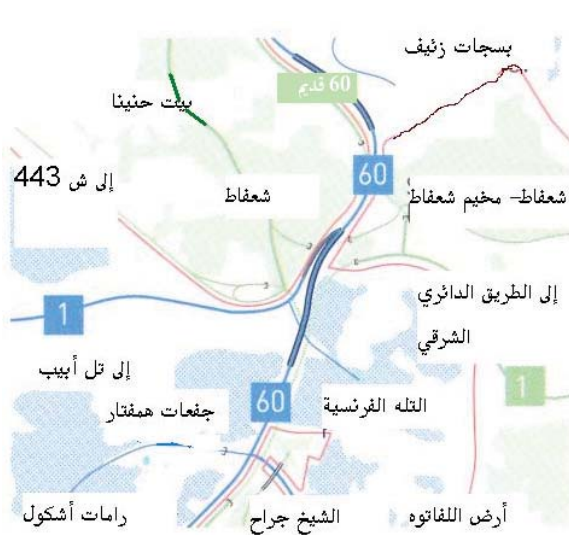 بسجات زئيف
60 قديم
بيت حنينا
60
إلى ش 443
شعفاط
شعفاط– مخيم شعفاط
إلى الطريق الدائري
الشرقي
1
إلى تل أبيب
1
60
التله الفرنسية
جفعات همفتار
رامات أشكول
الشيخ جراح
أرض اللفاتوه